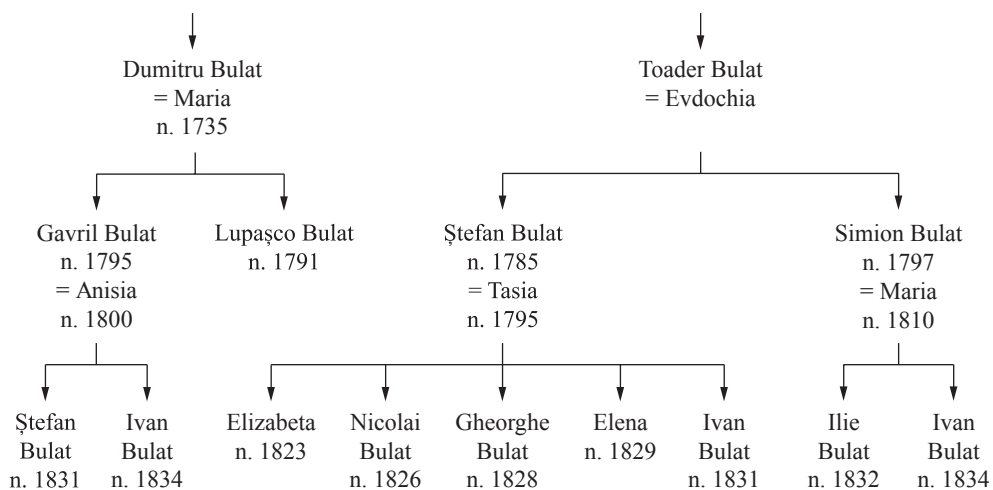 Dumitru Bulat
= Maria
n. 1735
Toader Bulat
= Evdochia
Gavril Bulat
n. 1795
= Anisia
n. 1800
Lupașco Bulat
n. 1791
Ștefan Bulat
n. 1785
= Tasia
n. 1795
Simion Bulat
n. 1797
= Maria
n. 1810
Ștefan
Bulat
n. 1831
Ivan
Bulat
n. 1834
Elizabeta
n. 1823
Nicolai
Bulat
n. 1826
Gheorghe
Bulat
n. 1828
Elena
n. 1829
Ivan
Bulat
n. 1831
Ilie
Bulat
n. 1832
Ivan
Bulat
n. 1834